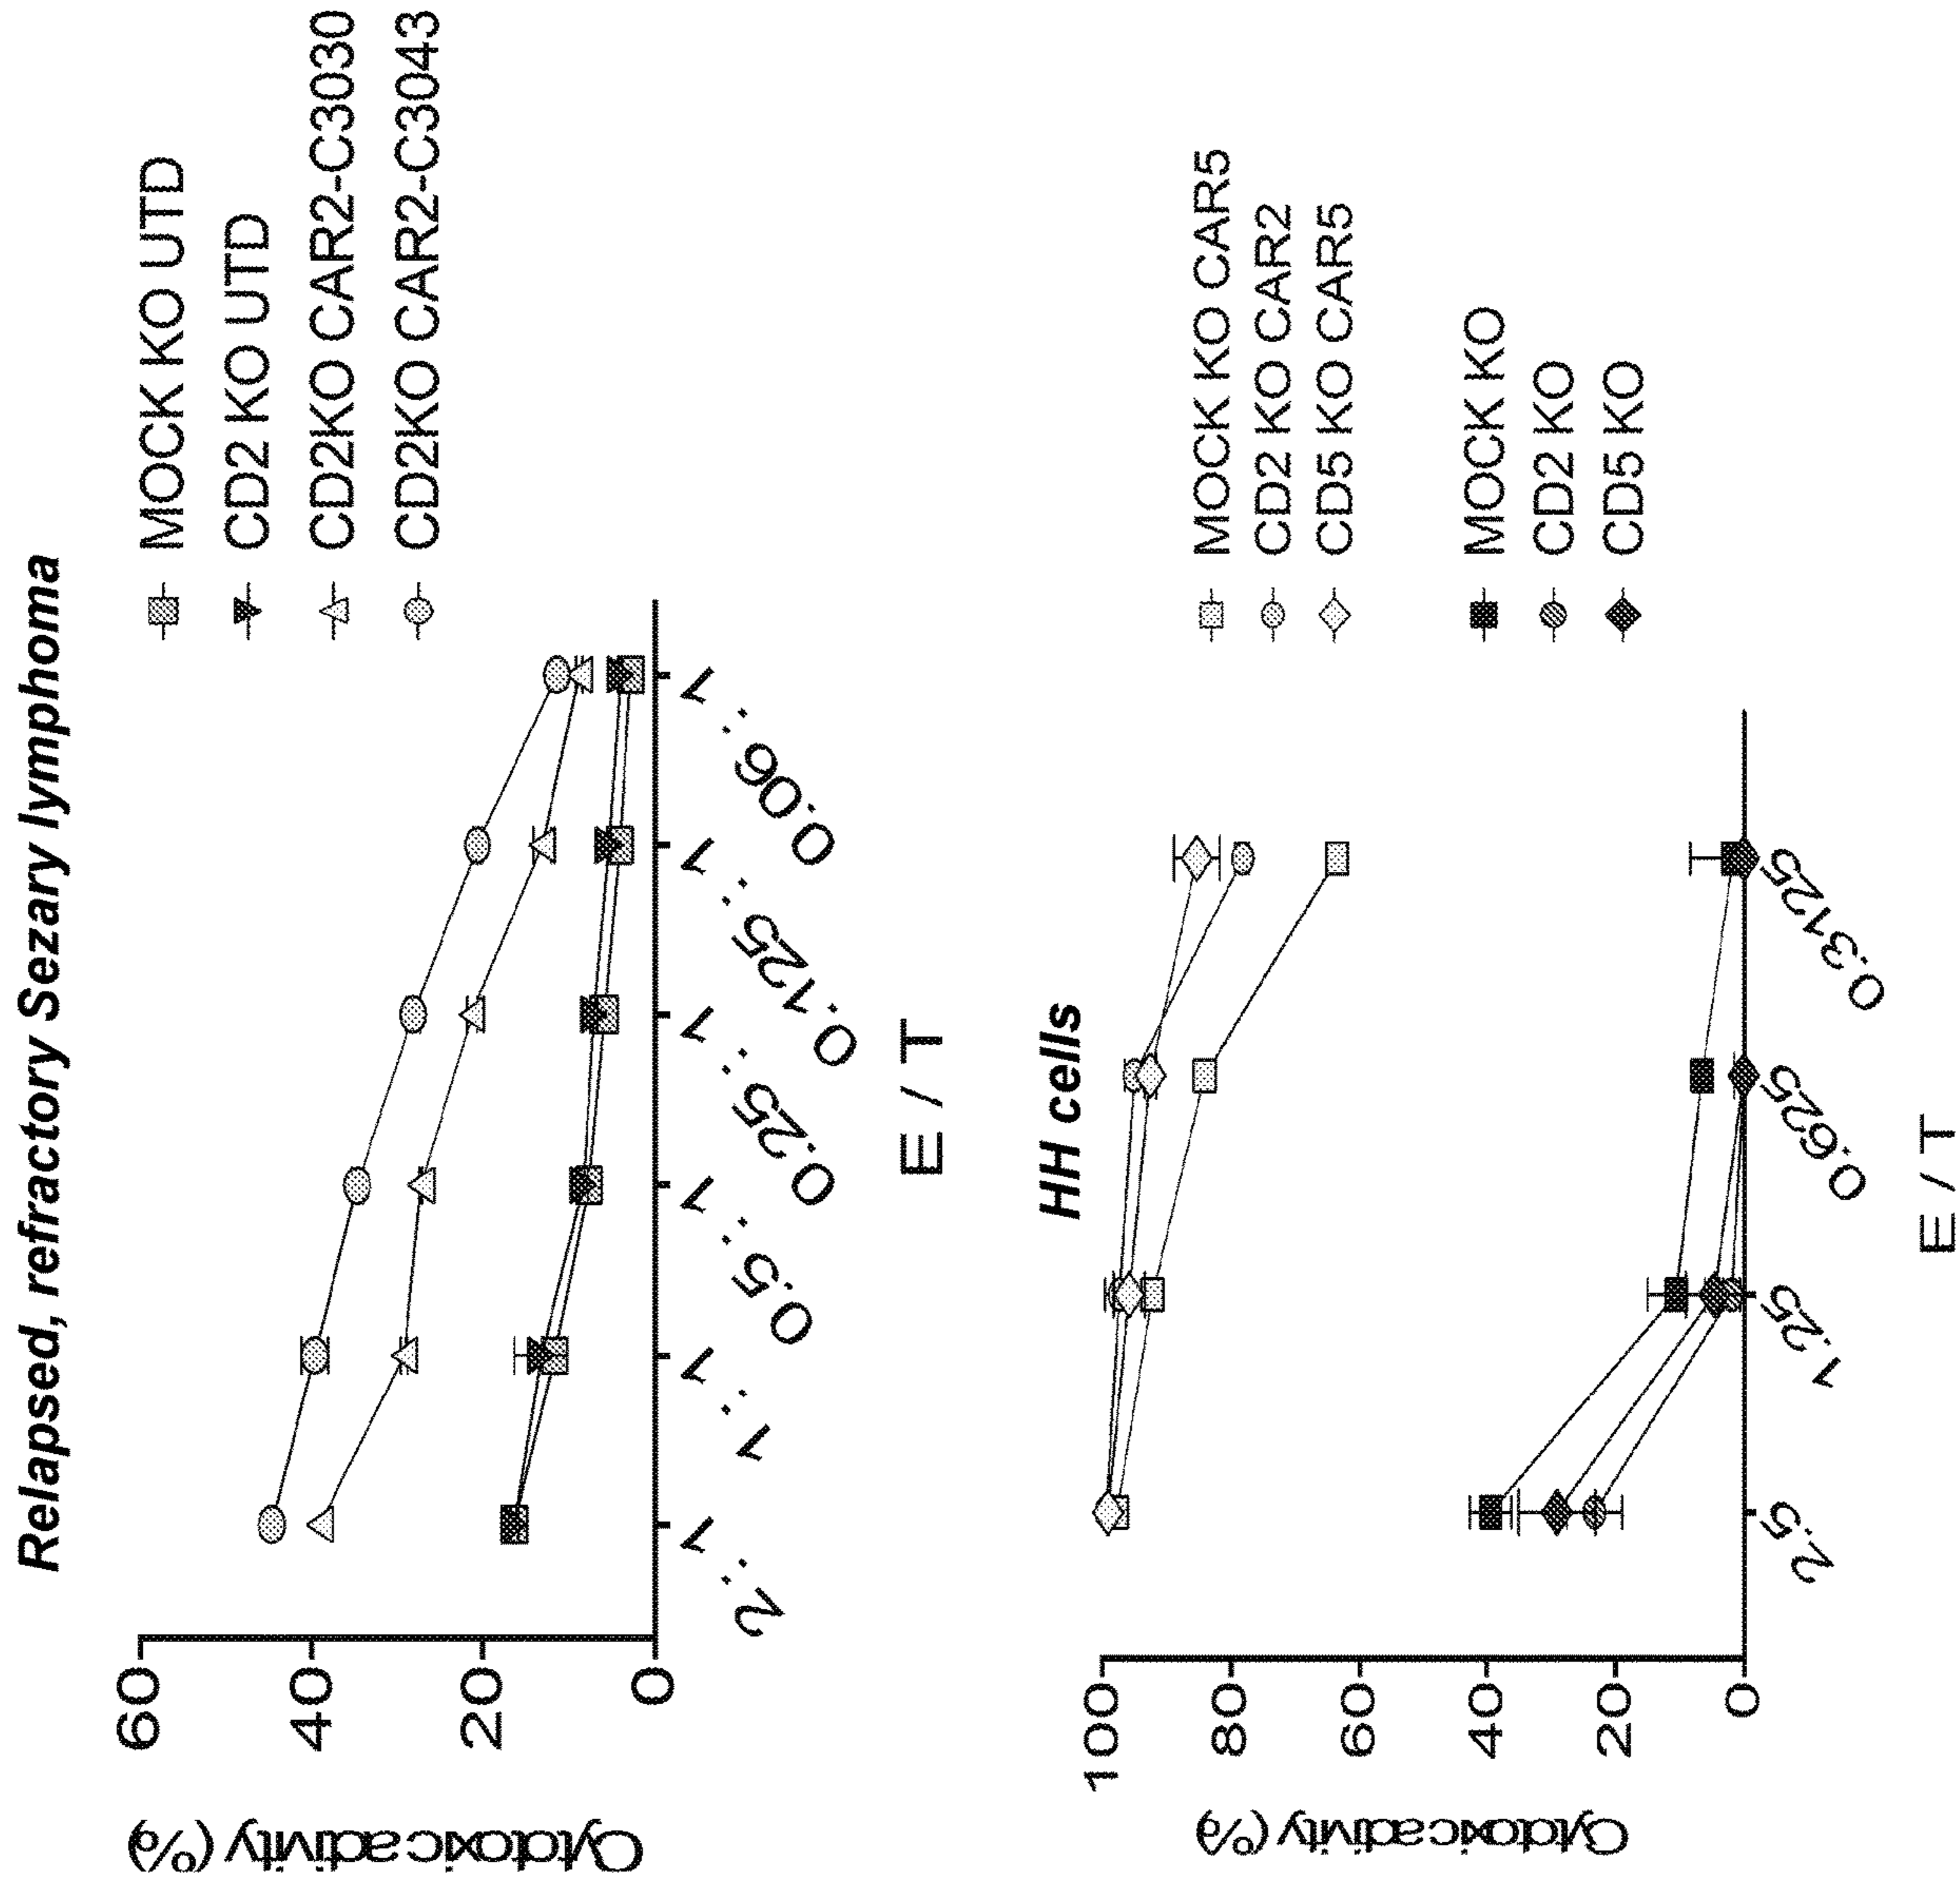 Relapsed, refractory Sezary lymphoma
Cytotoxic activity (%)
60
40
20
0
2:1
1:1
0.5:1
0.25:1
0.125:1
0.06:1
E / T
MOCK KO UTD
CD2 KO UTD
CD2KO CAR2-C3030
CD2KO CAR2-C3043
HH cells
Cytotoxic activity (%)
100
80
60
40
20
0
2.5
1.25
0.625
0.3125
E / T
MOCK KO CAR5
CD2 KO CAR2
CD5 KO CAR5
MOCK KO
CD2 KO
CD5 KO